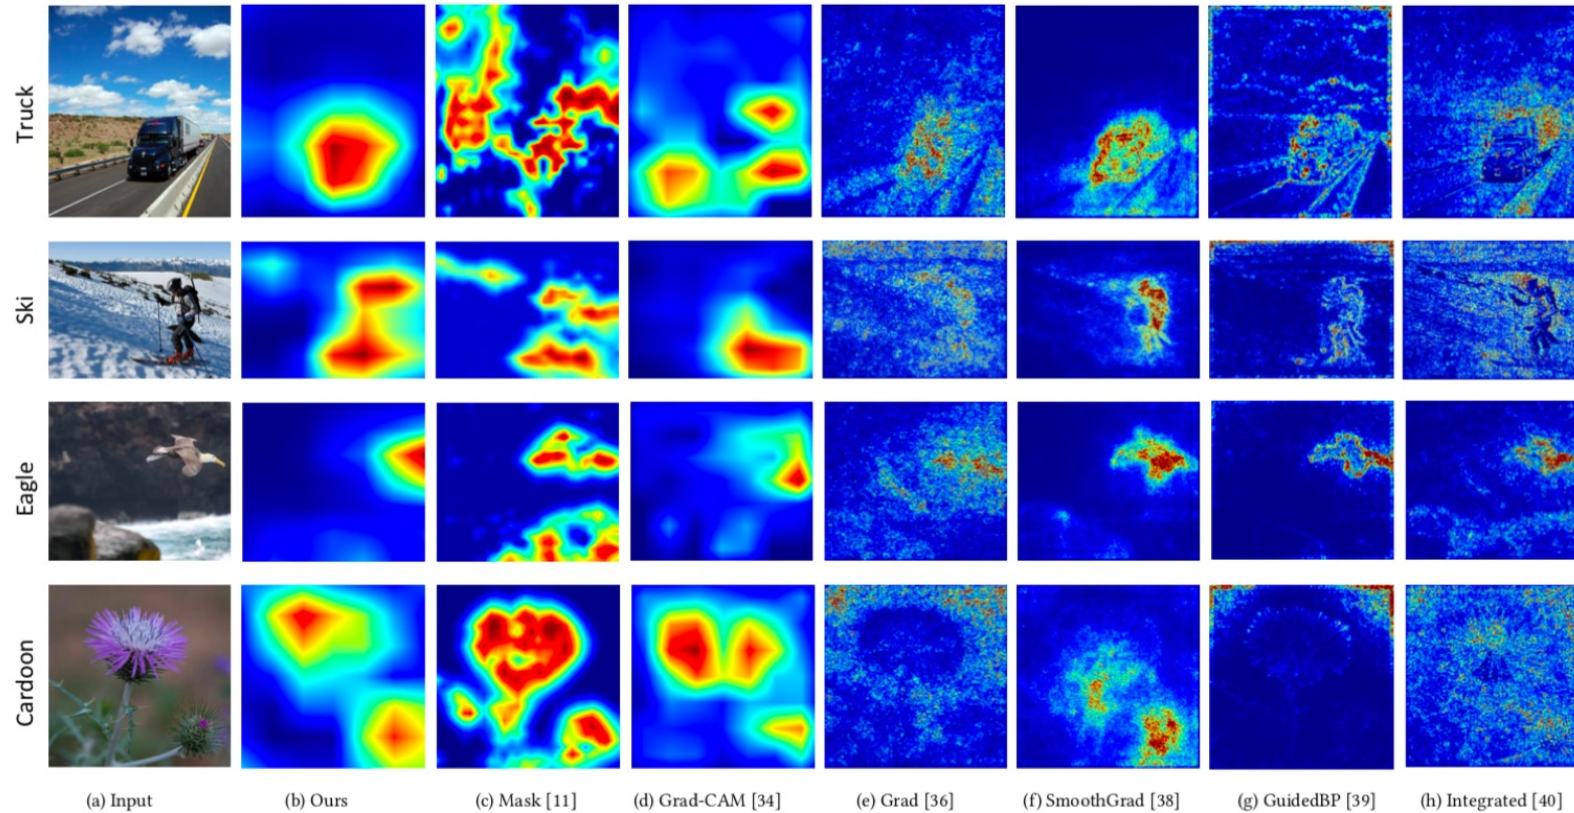 Truck
Ski
Eagle
Cardoon
(a) Input
(b) Ours
(c) Mask [11]
(d) Grad-CAM [34]
(e) Grad [36]
(f) SmoothGrad [38]
(g) GuidedBP [39]
(h) Integrated [40]